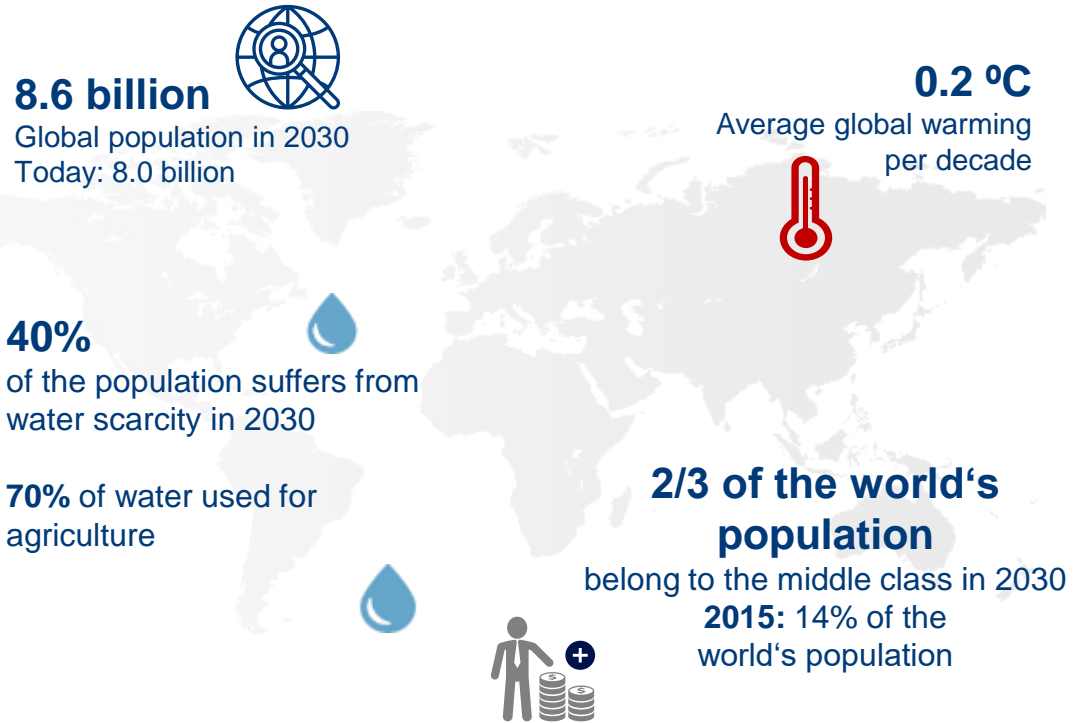 8.6 billion
Global population in 2030
Today: 8.0 billion
0.2 ºC
Average global warming
per decade
40%
of the population suffers from
water scarcity in 2030
70% of water used for
agriculture
2/3 of the world‘s
population
belong to the middle class in 2030
2015: 14% of the
world‘s population
$
$